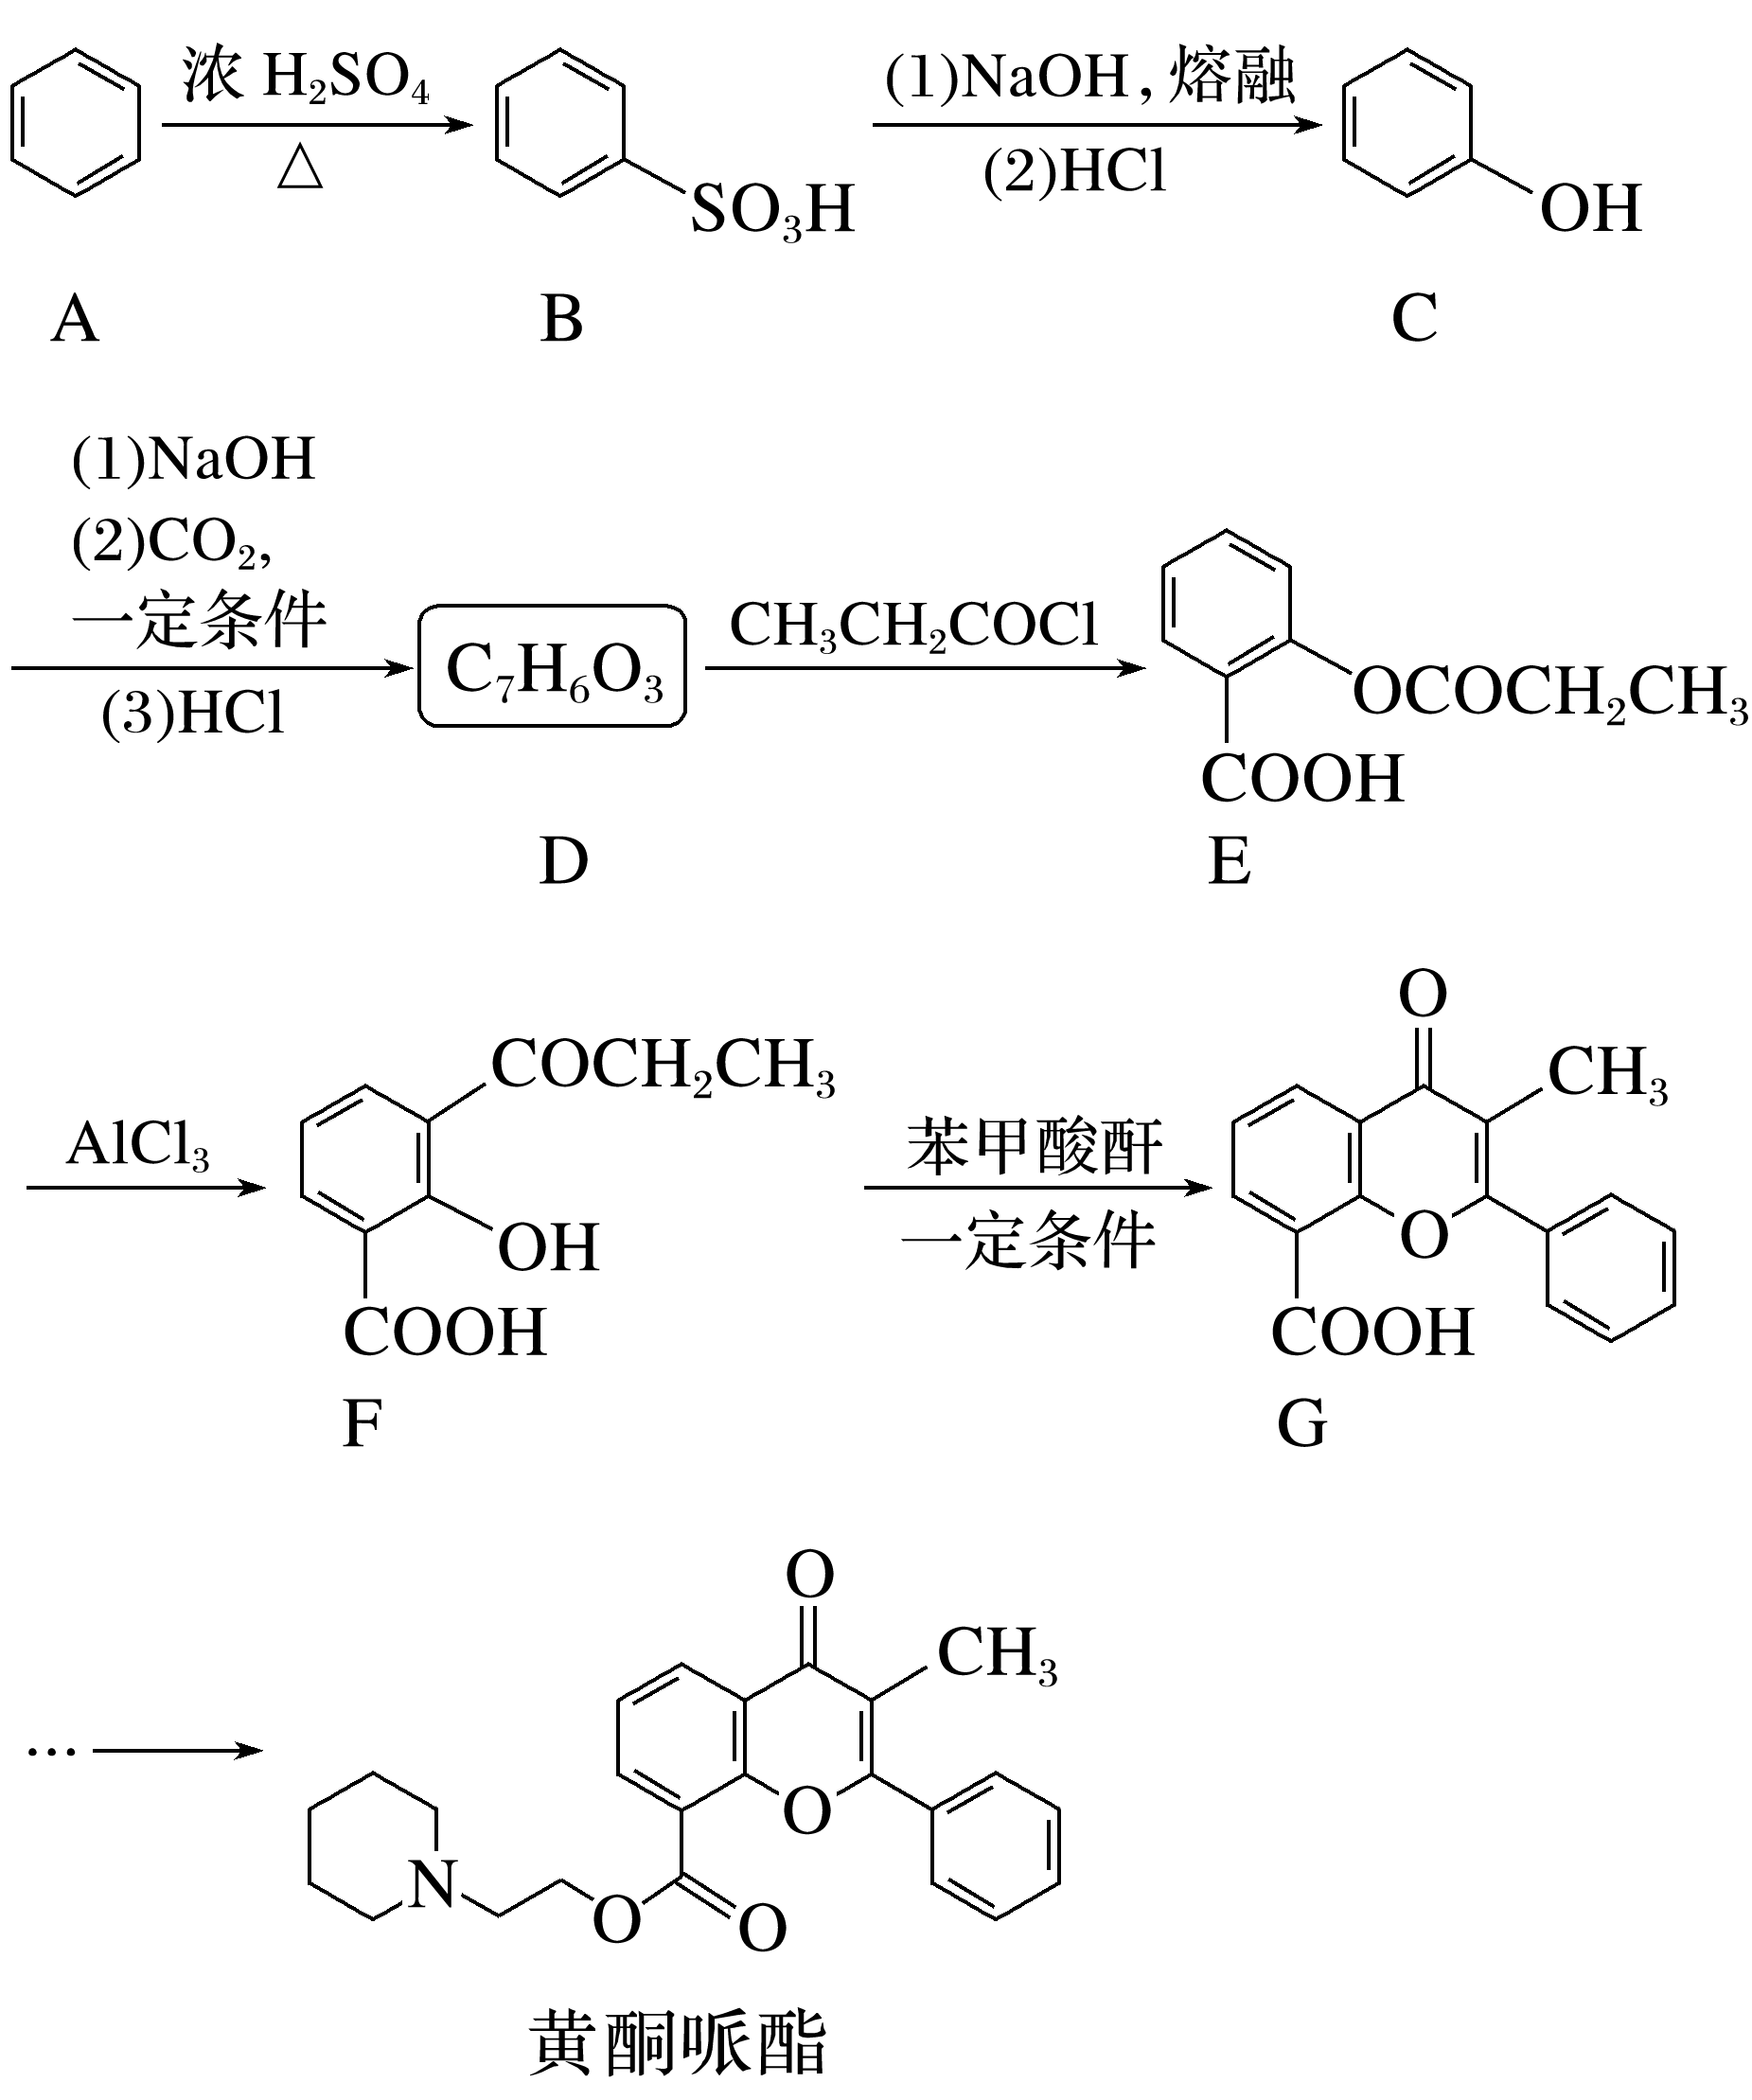 浓 H₂SO₄
△
(1)NaOH,熔融
(2)HCl
SO₃H
OH
A
B
C
(1)NaOH
(2)CO₂,
一定条件
(3)HCl
C₇H₆O₃
CH₃CH₂COCl
OCOCH₂CH₃
COOH
D
E
AlCl₃
COCH₂CH₃
OH
COOH
F
苯甲酸酐
一定条件
O
CH₃
O
COOH
G
…
O
CH₃
O
N
O
O
黄酮哌酯